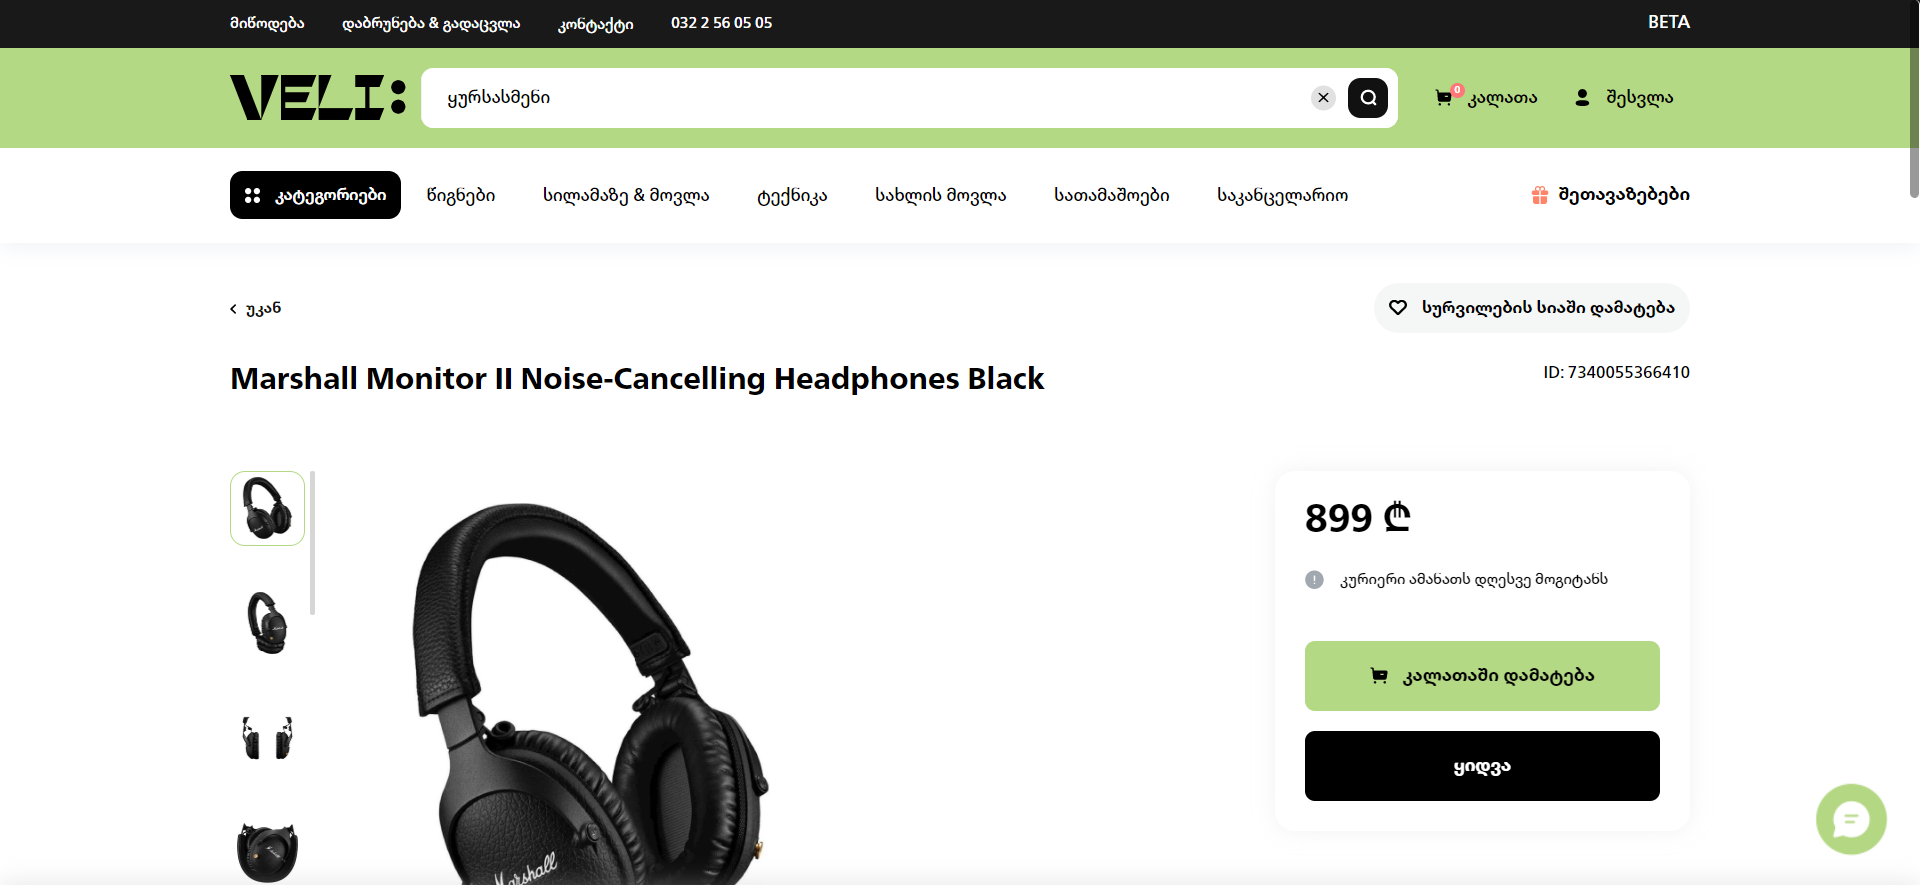 მიწოდება დაბრუნება & გადაცვლა კონტაქტი 032 2 56 05 05 BETA
VELI: ყურსასმენი 0 კალათა შესვლა
კატეგორიები წიგნები სილამაზე & მოვლა ტექნიკა სახლის მოვლა სათამაშოები საკანცელარიო შეთავაზებები
უკან სურვილების სიაში დამატება
Marshall Monitor II Noise-Cancelling Headphones Black ID: 7340055366410
899 ₾
კურიერი ამანათს დღესვე მოგიტანს
კალათაში დამატება
ყიდვა
Marshall